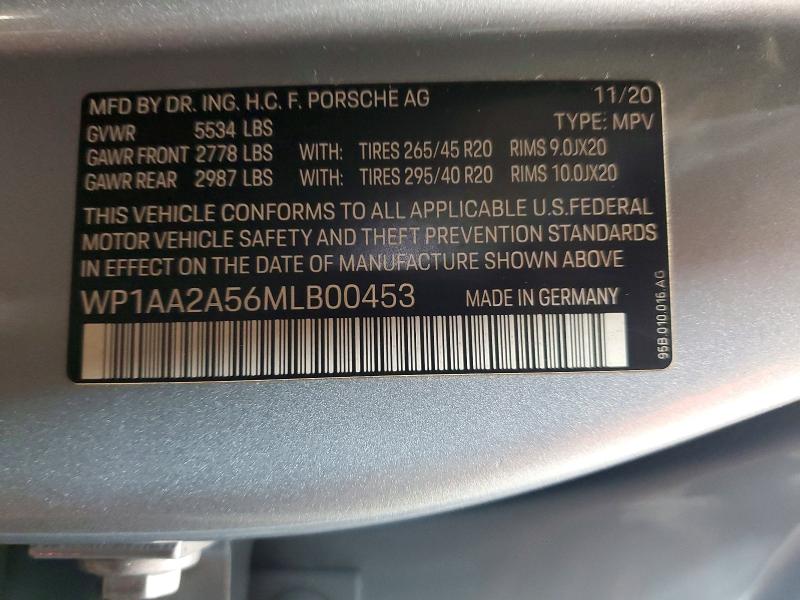 MFD BY DR. ING. H.C. F. PORSCHE AG 11/20
GVWR 5534 LBS TYPE: MPV
GAWR FRONT 2778 LBS WITH: TIRES 265/45 R20 RIMS 9.0JX20
GAWR REAR 2987 LBS WITH: TIRES 295/40 R20 RIMS 10.0JX20
THIS VEHICLE CONFORMS TO ALL APPLICABLE U.S.FEDERAL
MOTOR VEHICLE SAFETY AND THEFT PREVENTION STANDARDS
IN EFFECT ON THE DATE OF MANUFACTURE SHOWN ABOVE
WP1AA2A56MLB00453 MADE IN GERMANY
95B.010.016.AG